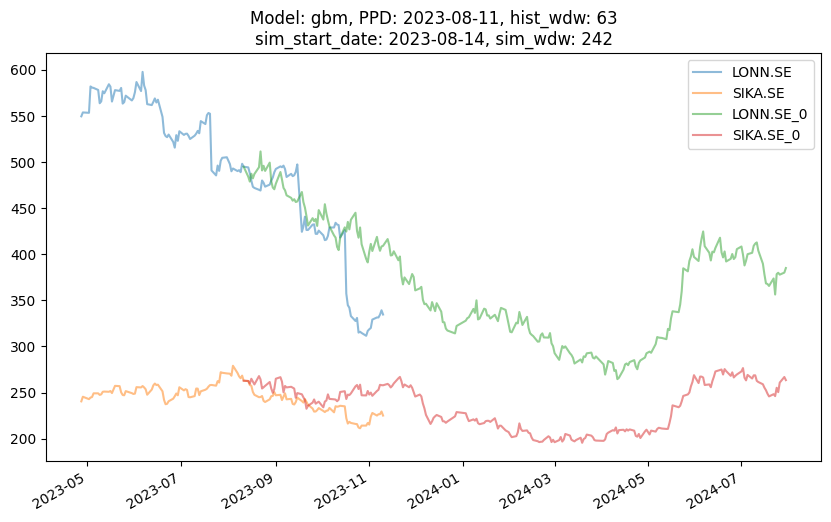 Model: gbm, PPD: 2023-08-11, hist_wdw: 63
sim_start_date: 2023-08-14, sim_wdw: 242
LONN.SE
SIKA.SE
LONN.SE_0
SIKA.SE_0
600
550
500
450
400
350
300
250
200
2023-05
2023-07
2023-09
2023-11
2024-01
2024-03
2024-05
2024-07